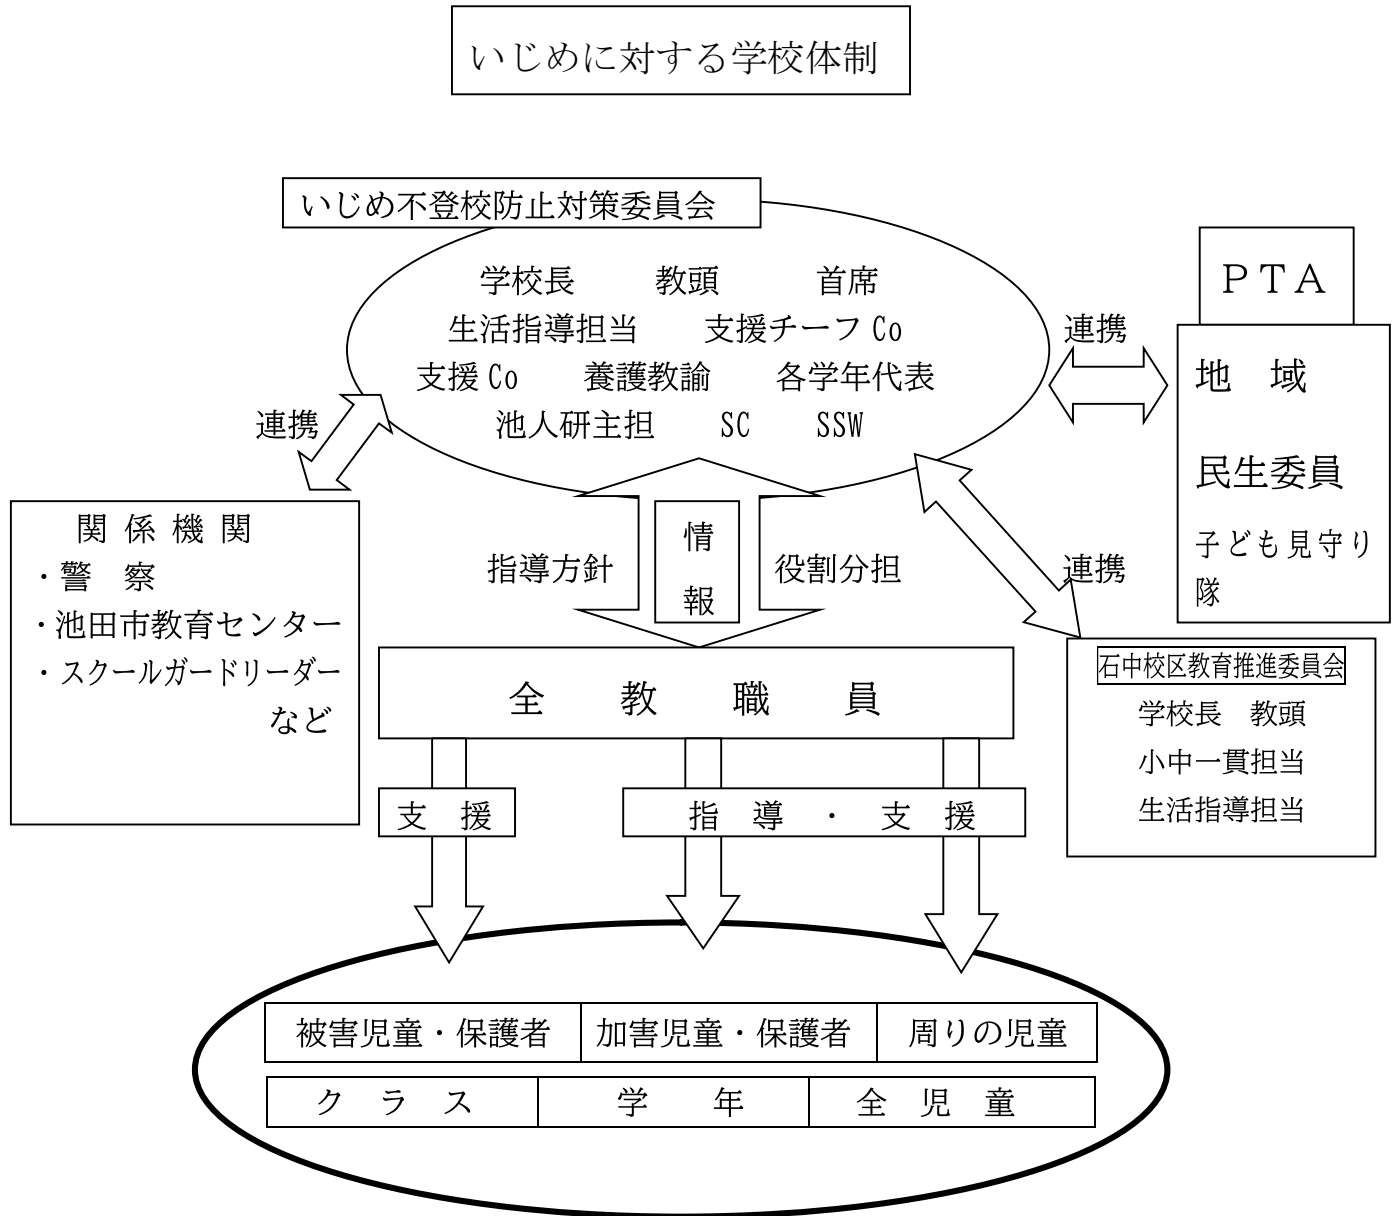 いじめに対する学校体制
いじめ不登校防止対策委員会
学校長　教頭　首席
生活指導担当　支援チーフCo
支援Co　養護教諭　各学年代表
池人研主担　SC　SSW
連携
連携
連携
ＰＴＡ
地　域
民生委員
子ども見守り
隊
関係機関
・警　察
・池田市教育センター
・スクールガードリーダー
など
指導方針
情
報
役割分担
石中校区教育推進委員会
学校長　教頭
小中一貫担当
生活指導担当
全　教　職　員
支　援
指　導　・　支　援
被害児童・保護者
加害児童・保護者
周りの児童
ク　ラ　ス
学　年
全　児　童